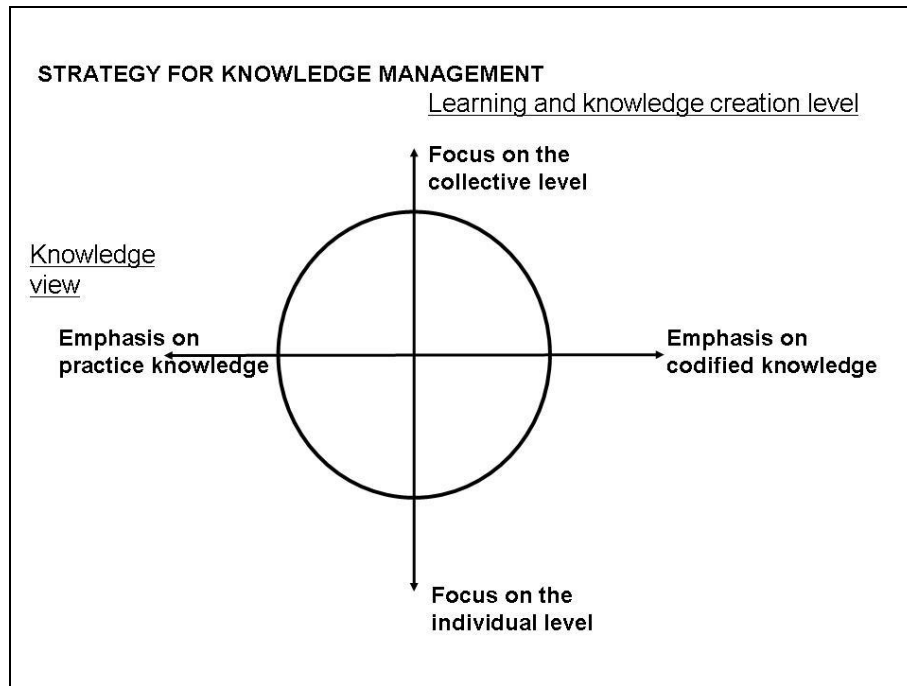 STRATEGY FOR KNOWLEDGE MANAGEMENT
Learning and knowledge creation level
Focus on the
collective level
Knowledge
view
Emphasis on
practice knowledge
Emphasis on
codified knowledge
Focus on the
individual level